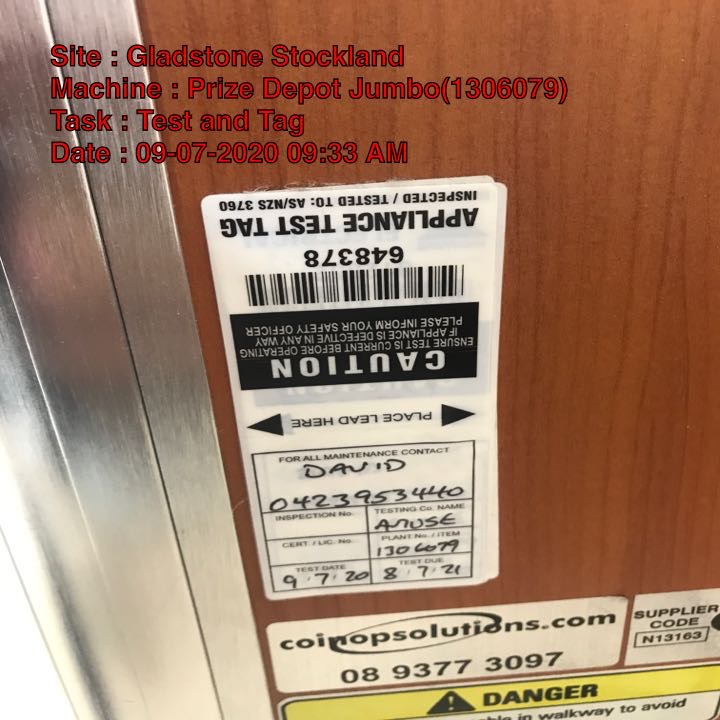 Site : Gladstone Stockland
Machine : Prize Depot Jumbo(1306079)
Task : Test and Tag
Date : 09-07-2020 09:33 AM
INSPECTED / TESTED TO: AS/NZS 3760
APPLIANCE TEST TAG
648378
CAUTION
ENSURE TEST IS CURRENT BEFORE OPERATING
IF APPLIANCE IS DEFECTIVE IN ANY WAY
PLEASE INFORM YOUR SAFETY OFFICER
PLACE LEAD HERE
FOR ALL MAINTENANCE CONTACT
DAVID
0423953440
INSPECTION No. TESTING Co. NAME
AMUSE
CERT. / LIC. No. PLANT No. / ITEM
1306079
TEST DATE TEST DUE
9/7/20 8/7/21
coinopsolutions.com
08 9377 3097
SUPPLIER
CODE
N13163
DANGER
in walkway to avoid